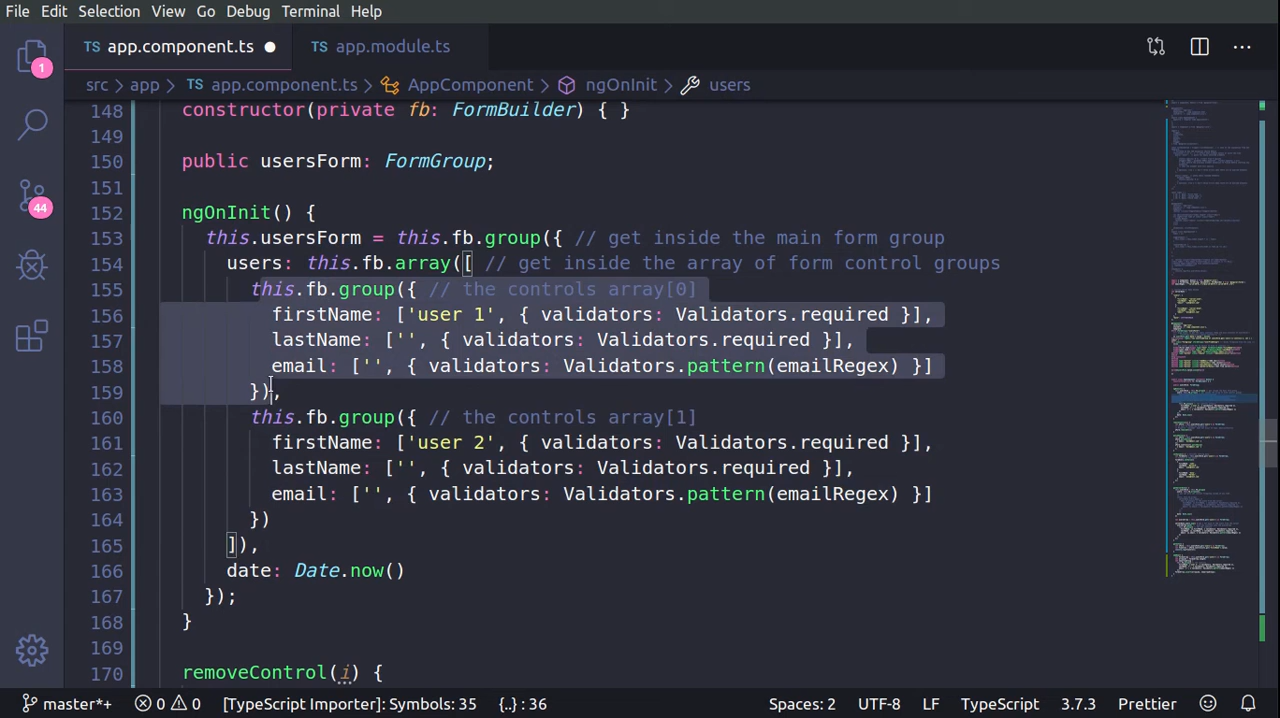 File Edit Selection View Go Debug Terminal Help
1
TS app.component.ts
TS app.module.ts
src > app > TS app.component.ts > AppComponent > ngOnInit > users
148 constructor(private fb: FormBuilder) { }
149
150 public usersForm: FormGroup;
151
152 ngOnInit() {
153 this.usersForm = this.fb.group({ // get inside the main form group
154 users: this.fb.array([ // get inside the array of form control groups
155 this.fb.group({ // the controls array[0]
156 firstName: ['user 1', { validators: Validators.required }],
157 lastName: ['', { validators: Validators.required }],
158 email: ['', { validators: Validators.pattern(emailRegex) }]
159 }),
160 this.fb.group({ // the controls array[1]
161 firstName: ['user 2', { validators: Validators.required }],
162 lastName: ['', { validators: Validators.required }],
163 email: ['', { validators: Validators.pattern(emailRegex) }]
164 })
165 ]),
166 date: Date.now()
167 });
168 }
169
170 removeControl(i) {
44
master*+ 0 0 [TypeScript Importer]: Symbols: 35 {..} : 36 Spaces: 2 UTF-8 LF TypeScript 3.7.3 Prettier